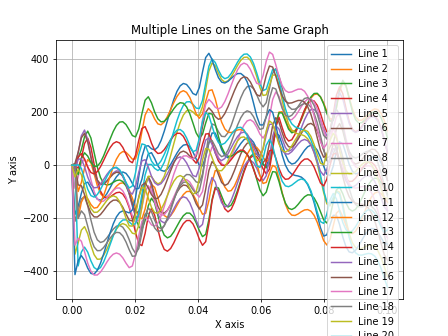 Multiple Lines on the Same Graph
400
200
0
−200
−400
Y axis
0.00
0.02
0.04
0.06
X axis
Line 1
Line 2
Line 3
Line 4
Line 5
Line 6
Line 7
Line 8
Line 9
Line 10
Line 11
Line 12
Line 13
Line 14
Line 15
Line 16
Line 17
Line 18
Line 19
Line 20